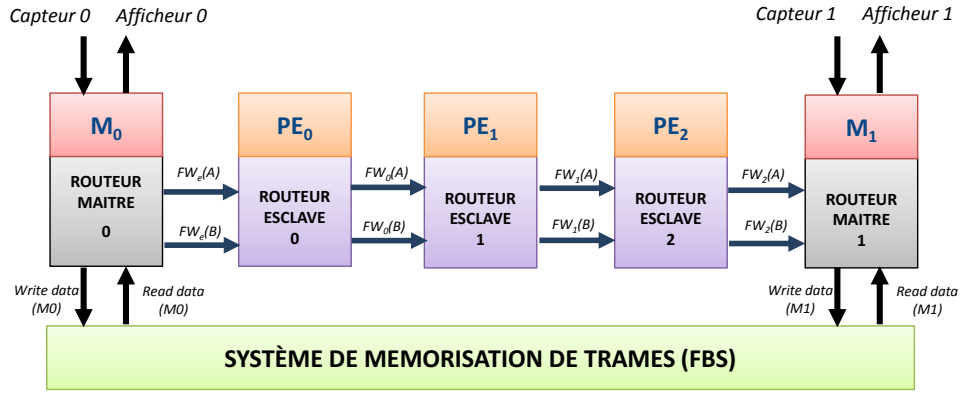 Capteur 0 Afficheur 0 Capteur 1 Afficheur 1
M0 PE0 PE1 PE2 M1
ROUTEUR
MAITRE
0
FWe(A)
FWe(B)
ROUTEUR
ESCLAVE
0
FW0(A)
FW0(B)
ROUTEUR
ESCLAVE
1
FW1(A)
FW1(B)
ROUTEUR
ESCLAVE
2
FW2(A)
FW2(B)
ROUTEUR
MAITRE
1
Write data
(M0)
Read data
(M0)
Write data
(M1)
Read data
(M1)
SYSTÈME DE MEMORISATION DE TRAMES (FBS)